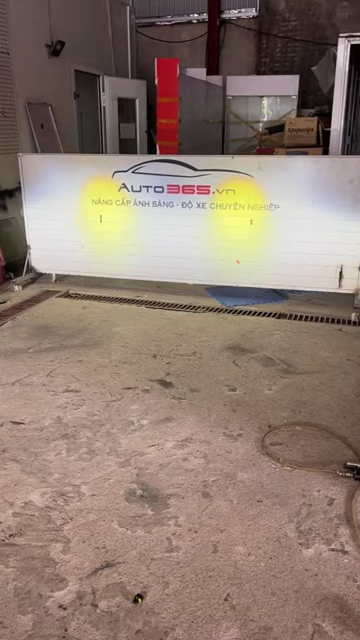 AUTO365.vn
NÂNG CẤP ÁNH SÁNG - ĐỘ XE CHUYÊN NGHIỆP